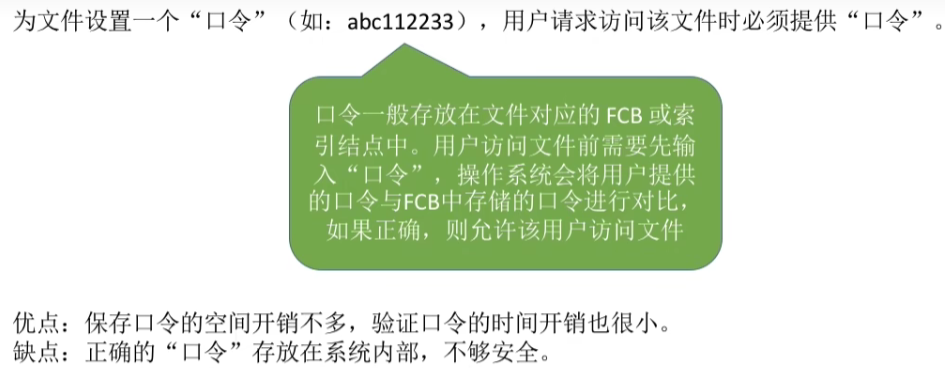 为文件设置一个“口令”（如：abc112233），用户请求访问该文件时必须提供“口令”。
口令一般存放在文件对应的 FCB 或索
引结点中。用户访问文件前需要先输
入“口令”，操作系统会将用户提供
的口令与FCB中存储的口令进行对比，
如果正确，则允许该用户访问文件
优点：保存口令的空间开销不多，验证口令的时间开销也很小。
缺点：正确的“口令”存放在系统内部，不够安全。